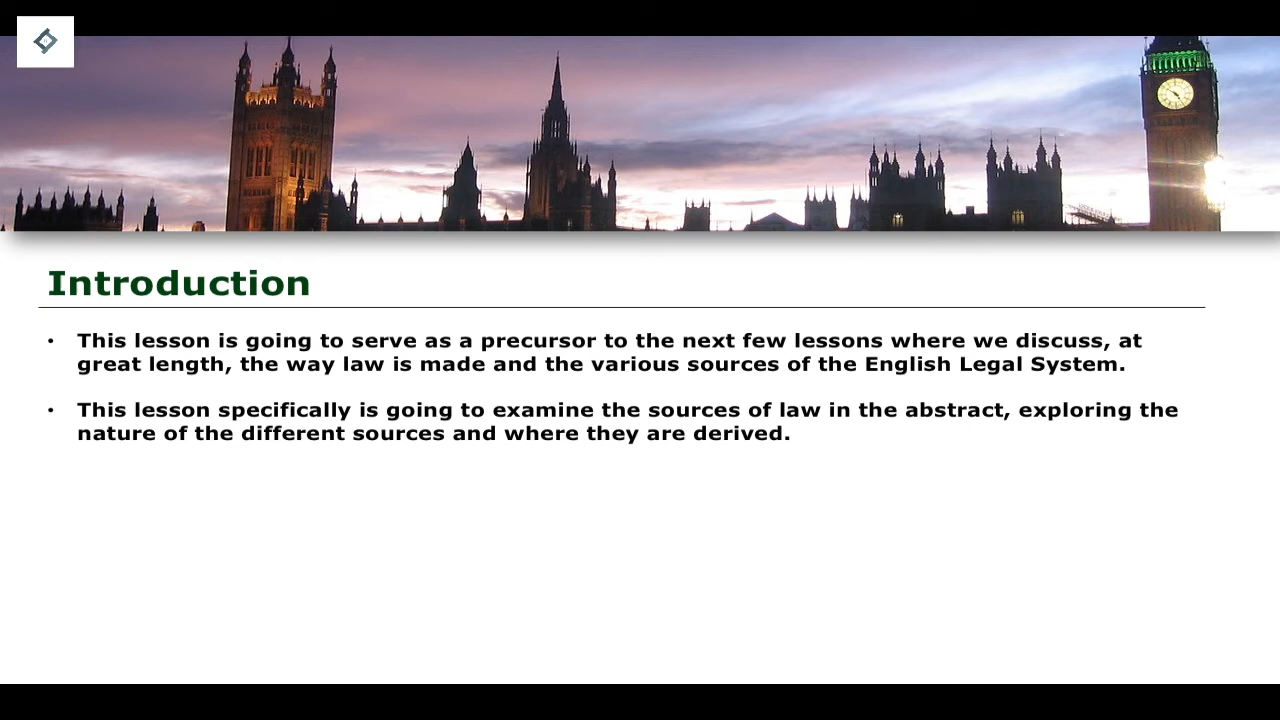 Introduction
• This lesson is going to serve as a precursor to the next few lessons where we discuss, at
great length, the way law is made and the various sources of the English Legal System.
• This lesson specifically is going to examine the sources of law in the abstract, exploring the
nature of the different sources and where they are derived.